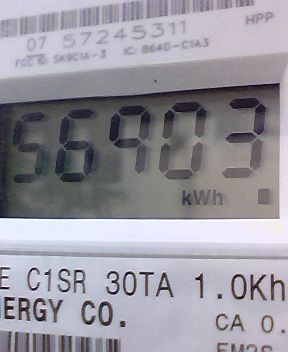 HPP
07 57245311
FCC ID: SK9C1A-3 IC: 864G-C1A3
56903
kWh
E C1SR 30TA 1.0Kh
ERGY CO.
CA 0.